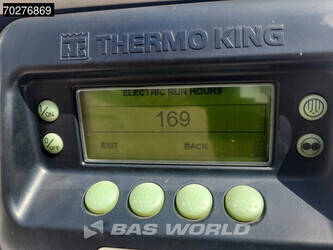 70276869
THERMO KING
ELECTRIC RUN HOURS
169
EXIT BACK
I/ON
O/OFF
BAS WORLD